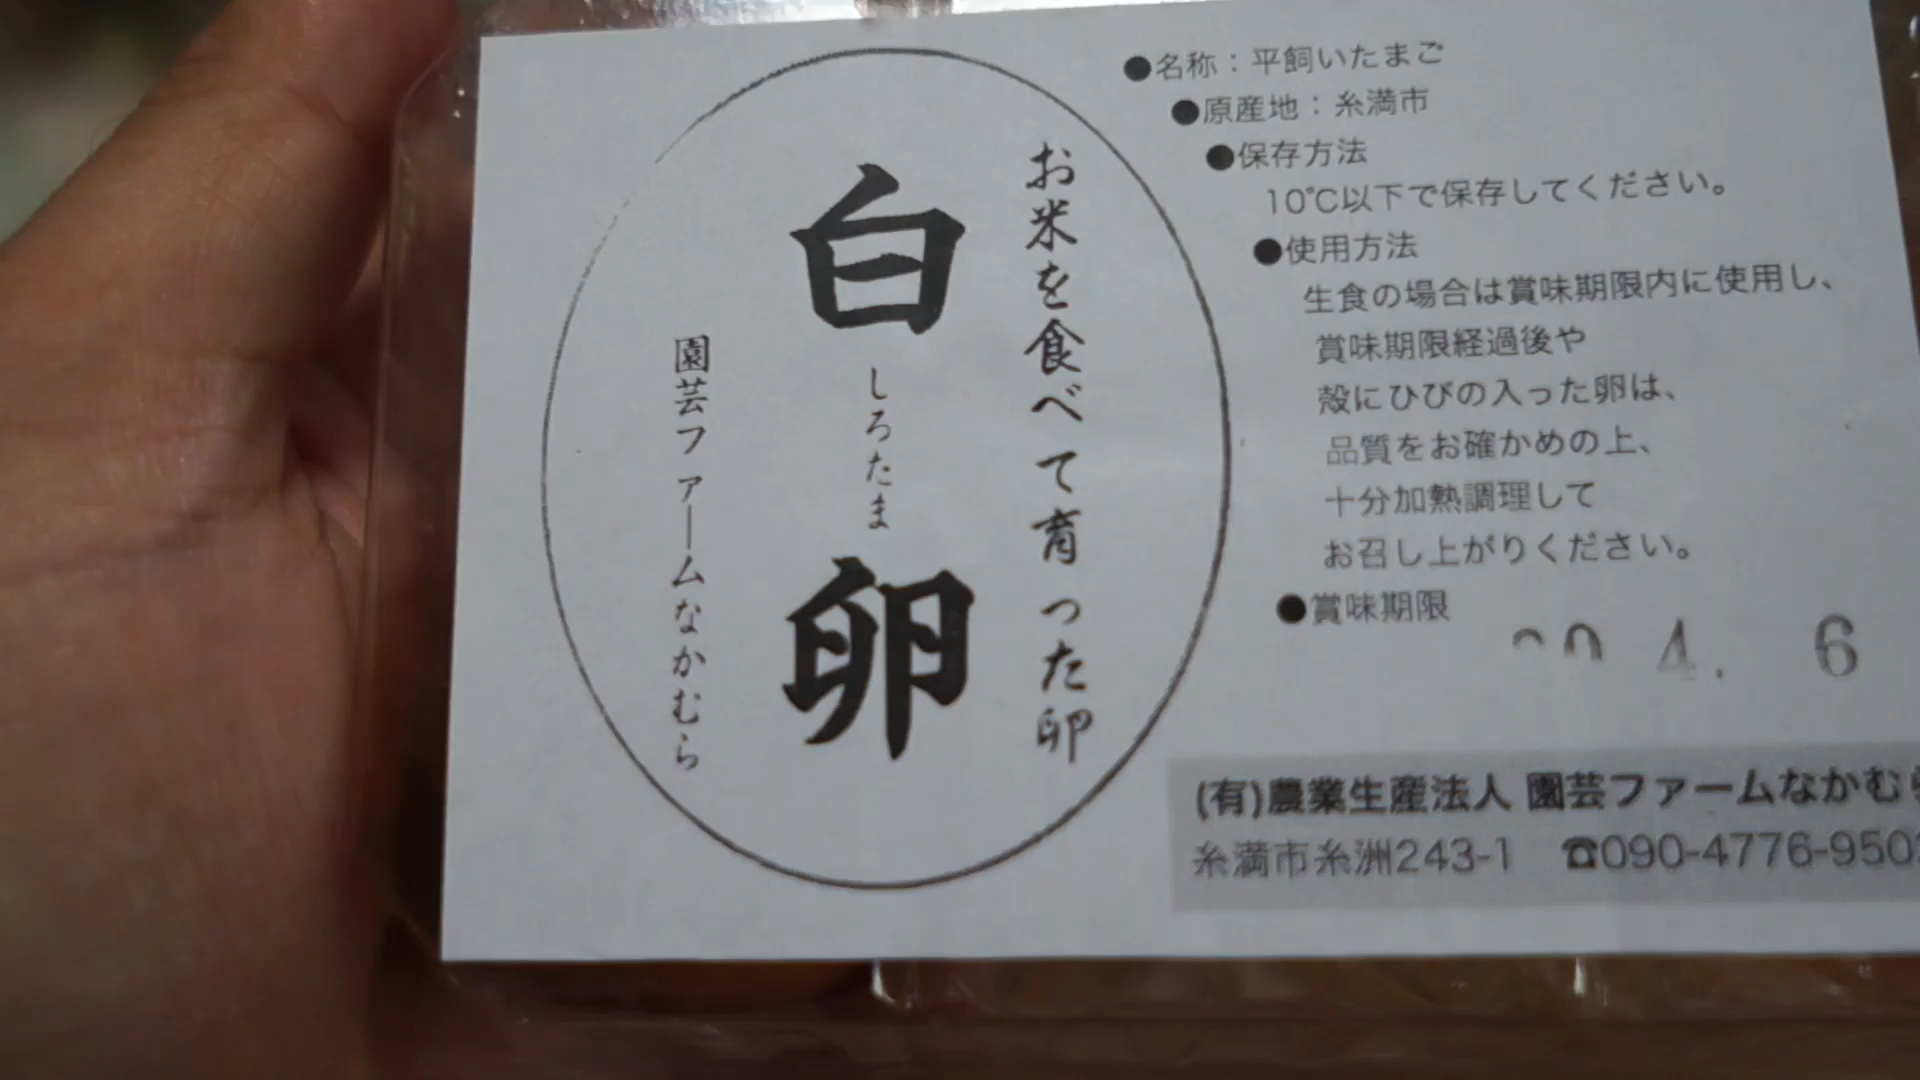 お米を食べて育った卵
白
しろたま
卵
園芸ファームなかむら
●名称：平飼いたまご
●原産地：糸満市
●保存方法
10℃以下で保存してください。
●使用方法
生食の場合は賞味期限内に使用し、
賞味期限経過後や
殻にひびの入った卵は、
品質をお確かめの上、
十分加熱調理して
お召し上がりください。
●賞味期限
4. 6
(有)農業生産法人 園芸ファームなかむ
糸満市糸洲243-1 ☎090-4776-950